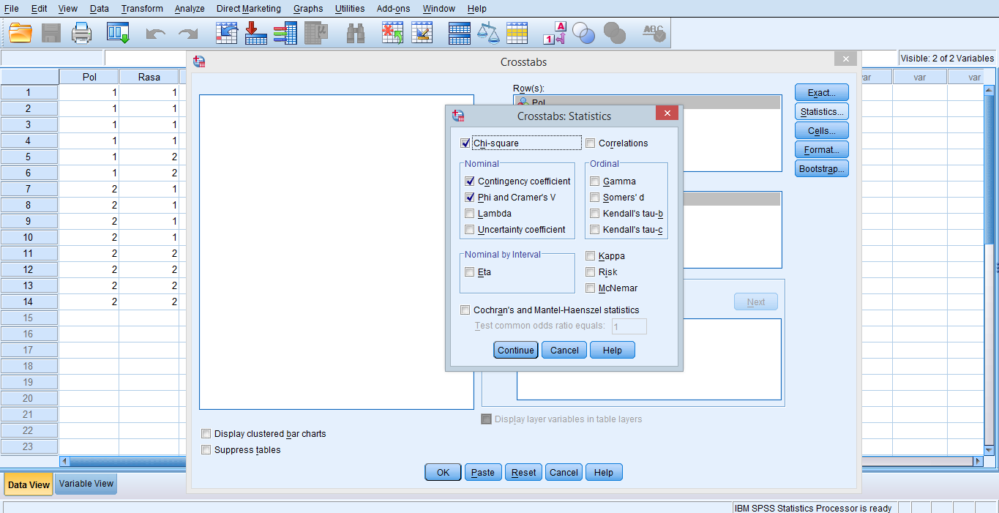 File Edit View Data Transform Analyze Direct Marketing Graphs Utilities Add-ons Window Help
Visible: 2 of 2 Variables
Crosstabs
Pol Rasa var var var
1 1 1
2 1 1
3 1 1
4 1 1
5 1 2
6 1 2
7 2 1
8 2 1
9 2 1
10 2 1
11 2 2
12 2 2
13 2 2
14 2 2
15
16
17
18
19
20
21
22
23
Row(s):
Pol
Exact...
Statistics...
Cells...
Format...
Bootstrap...
Crosstabs: Statistics
Chi-square
Correlations
Nominal
Contingency coefficient
Phi and Cramer's V
Lambda
Uncertainty coefficient
Ordinal
Gamma
Somers' d
Kendall's tau-b
Kendall's tau-c
Nominal by Interval
Eta
Kappa
Risk
McNemar
Cochran's and Mantel-Haenszel statistics
Test common odds ratio equals: 1
Continue Cancel Help
Next
Display layer variables in table layers
Display clustered bar charts
Suppress tables
OK Paste Reset Cancel Help
Data View Variable View
IBM SPSS Statistics Processor is ready
A
1
ABC